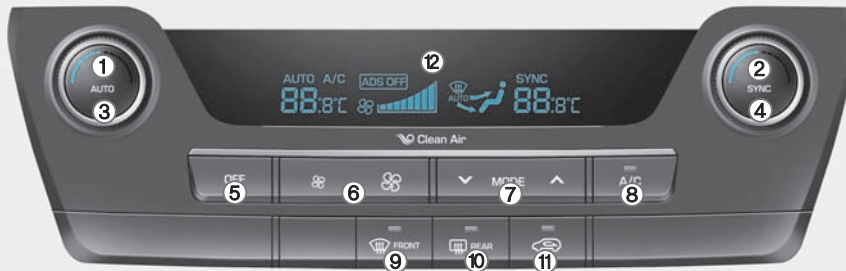 AUTO A/C ADS OFF ⑫ AUTO SYNC
88:8°C 88:8°C
① AUTO ③
② SYNC ④
Clean Air
OFF ⑤ ⑥ MODE ⑦ A/C ⑧
FRONT ⑨ REAR ⑩ ⑪